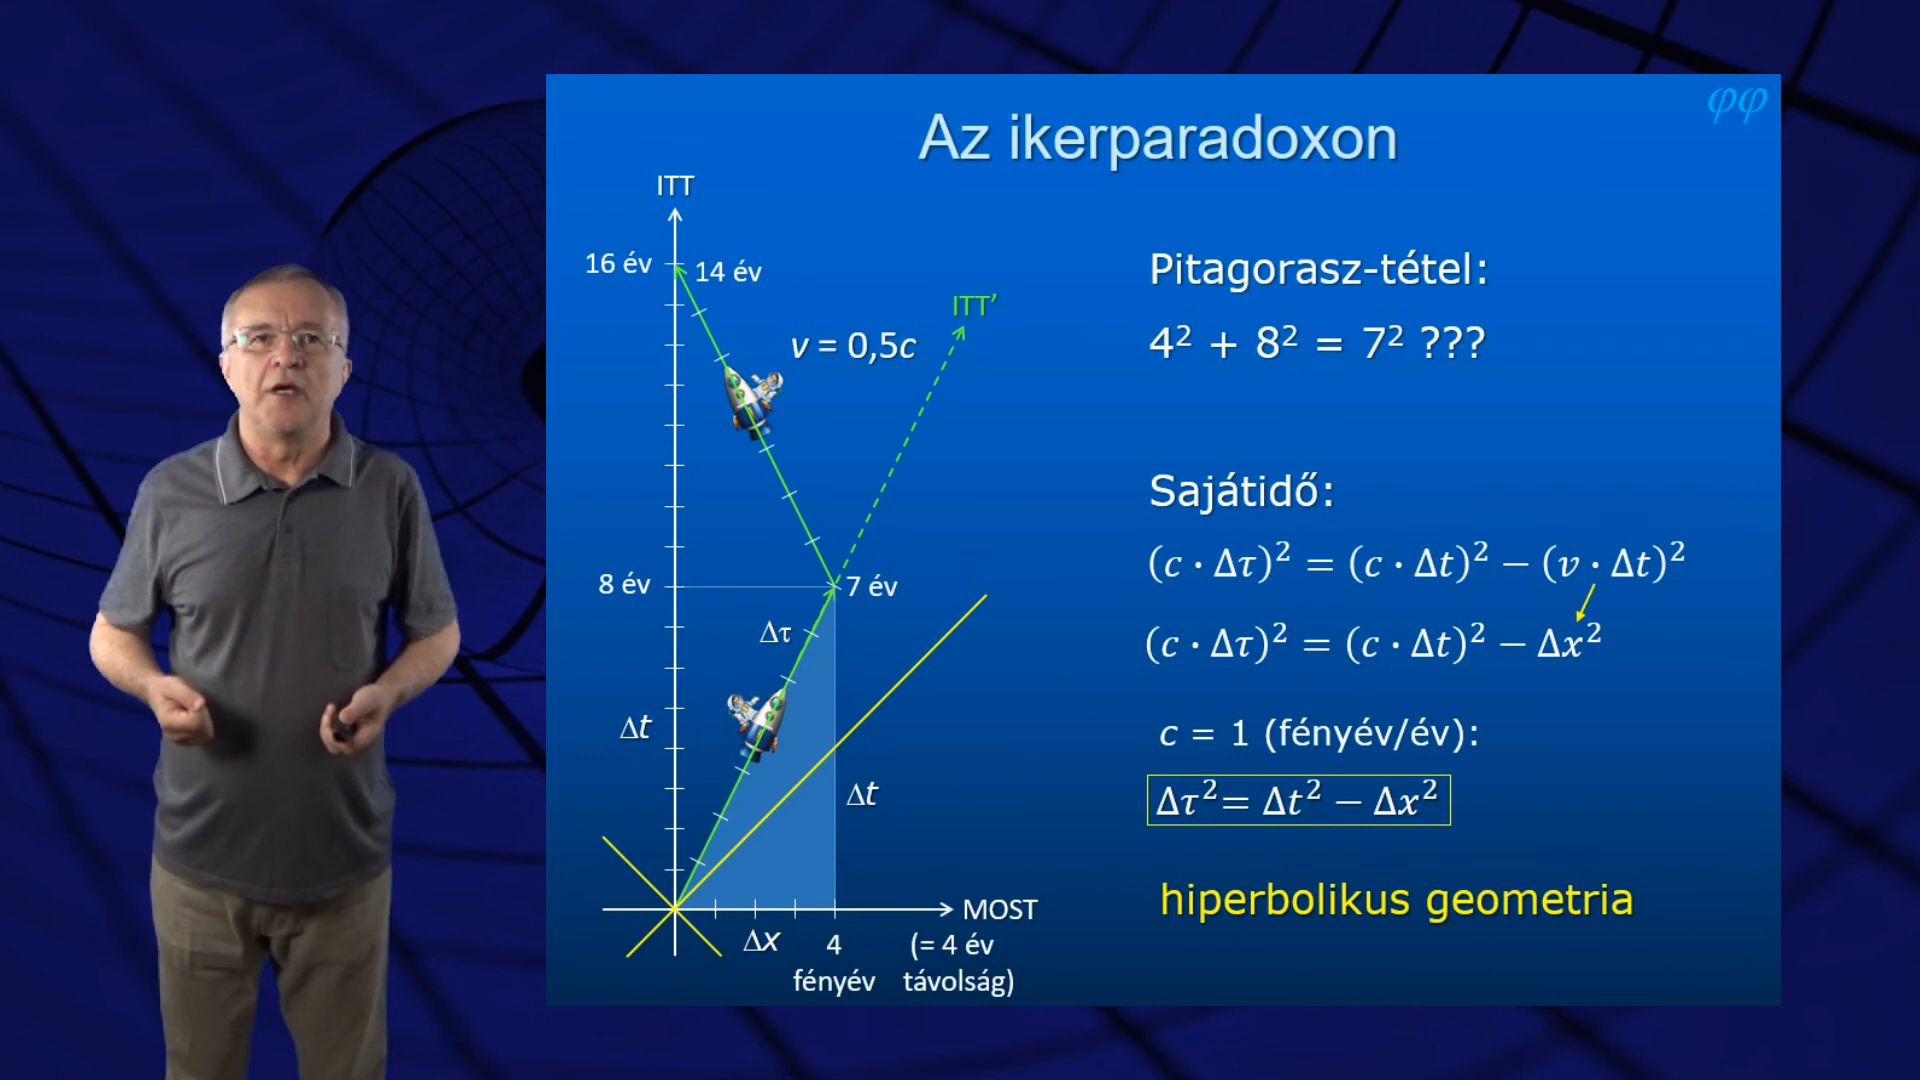 φφ
Az ikerparadoxon
ITT
16 év
14 év
ITT’
v = 0,5c
8 év
7 év
Δτ
Δt
Δt
MOST
Δx
4
fényév
(= 4 év
távolság)
Pitagorasz-tétel:
4² + 8² = 7² ???
Sajátidő:
(c · Δτ)² = (c · Δt)² − (v · Δt)²
(c · Δτ)² = (c · Δt)² − Δx²
c = 1 (fényév/év):
Δτ²= Δt² − Δx²
hiperbolikus geometria